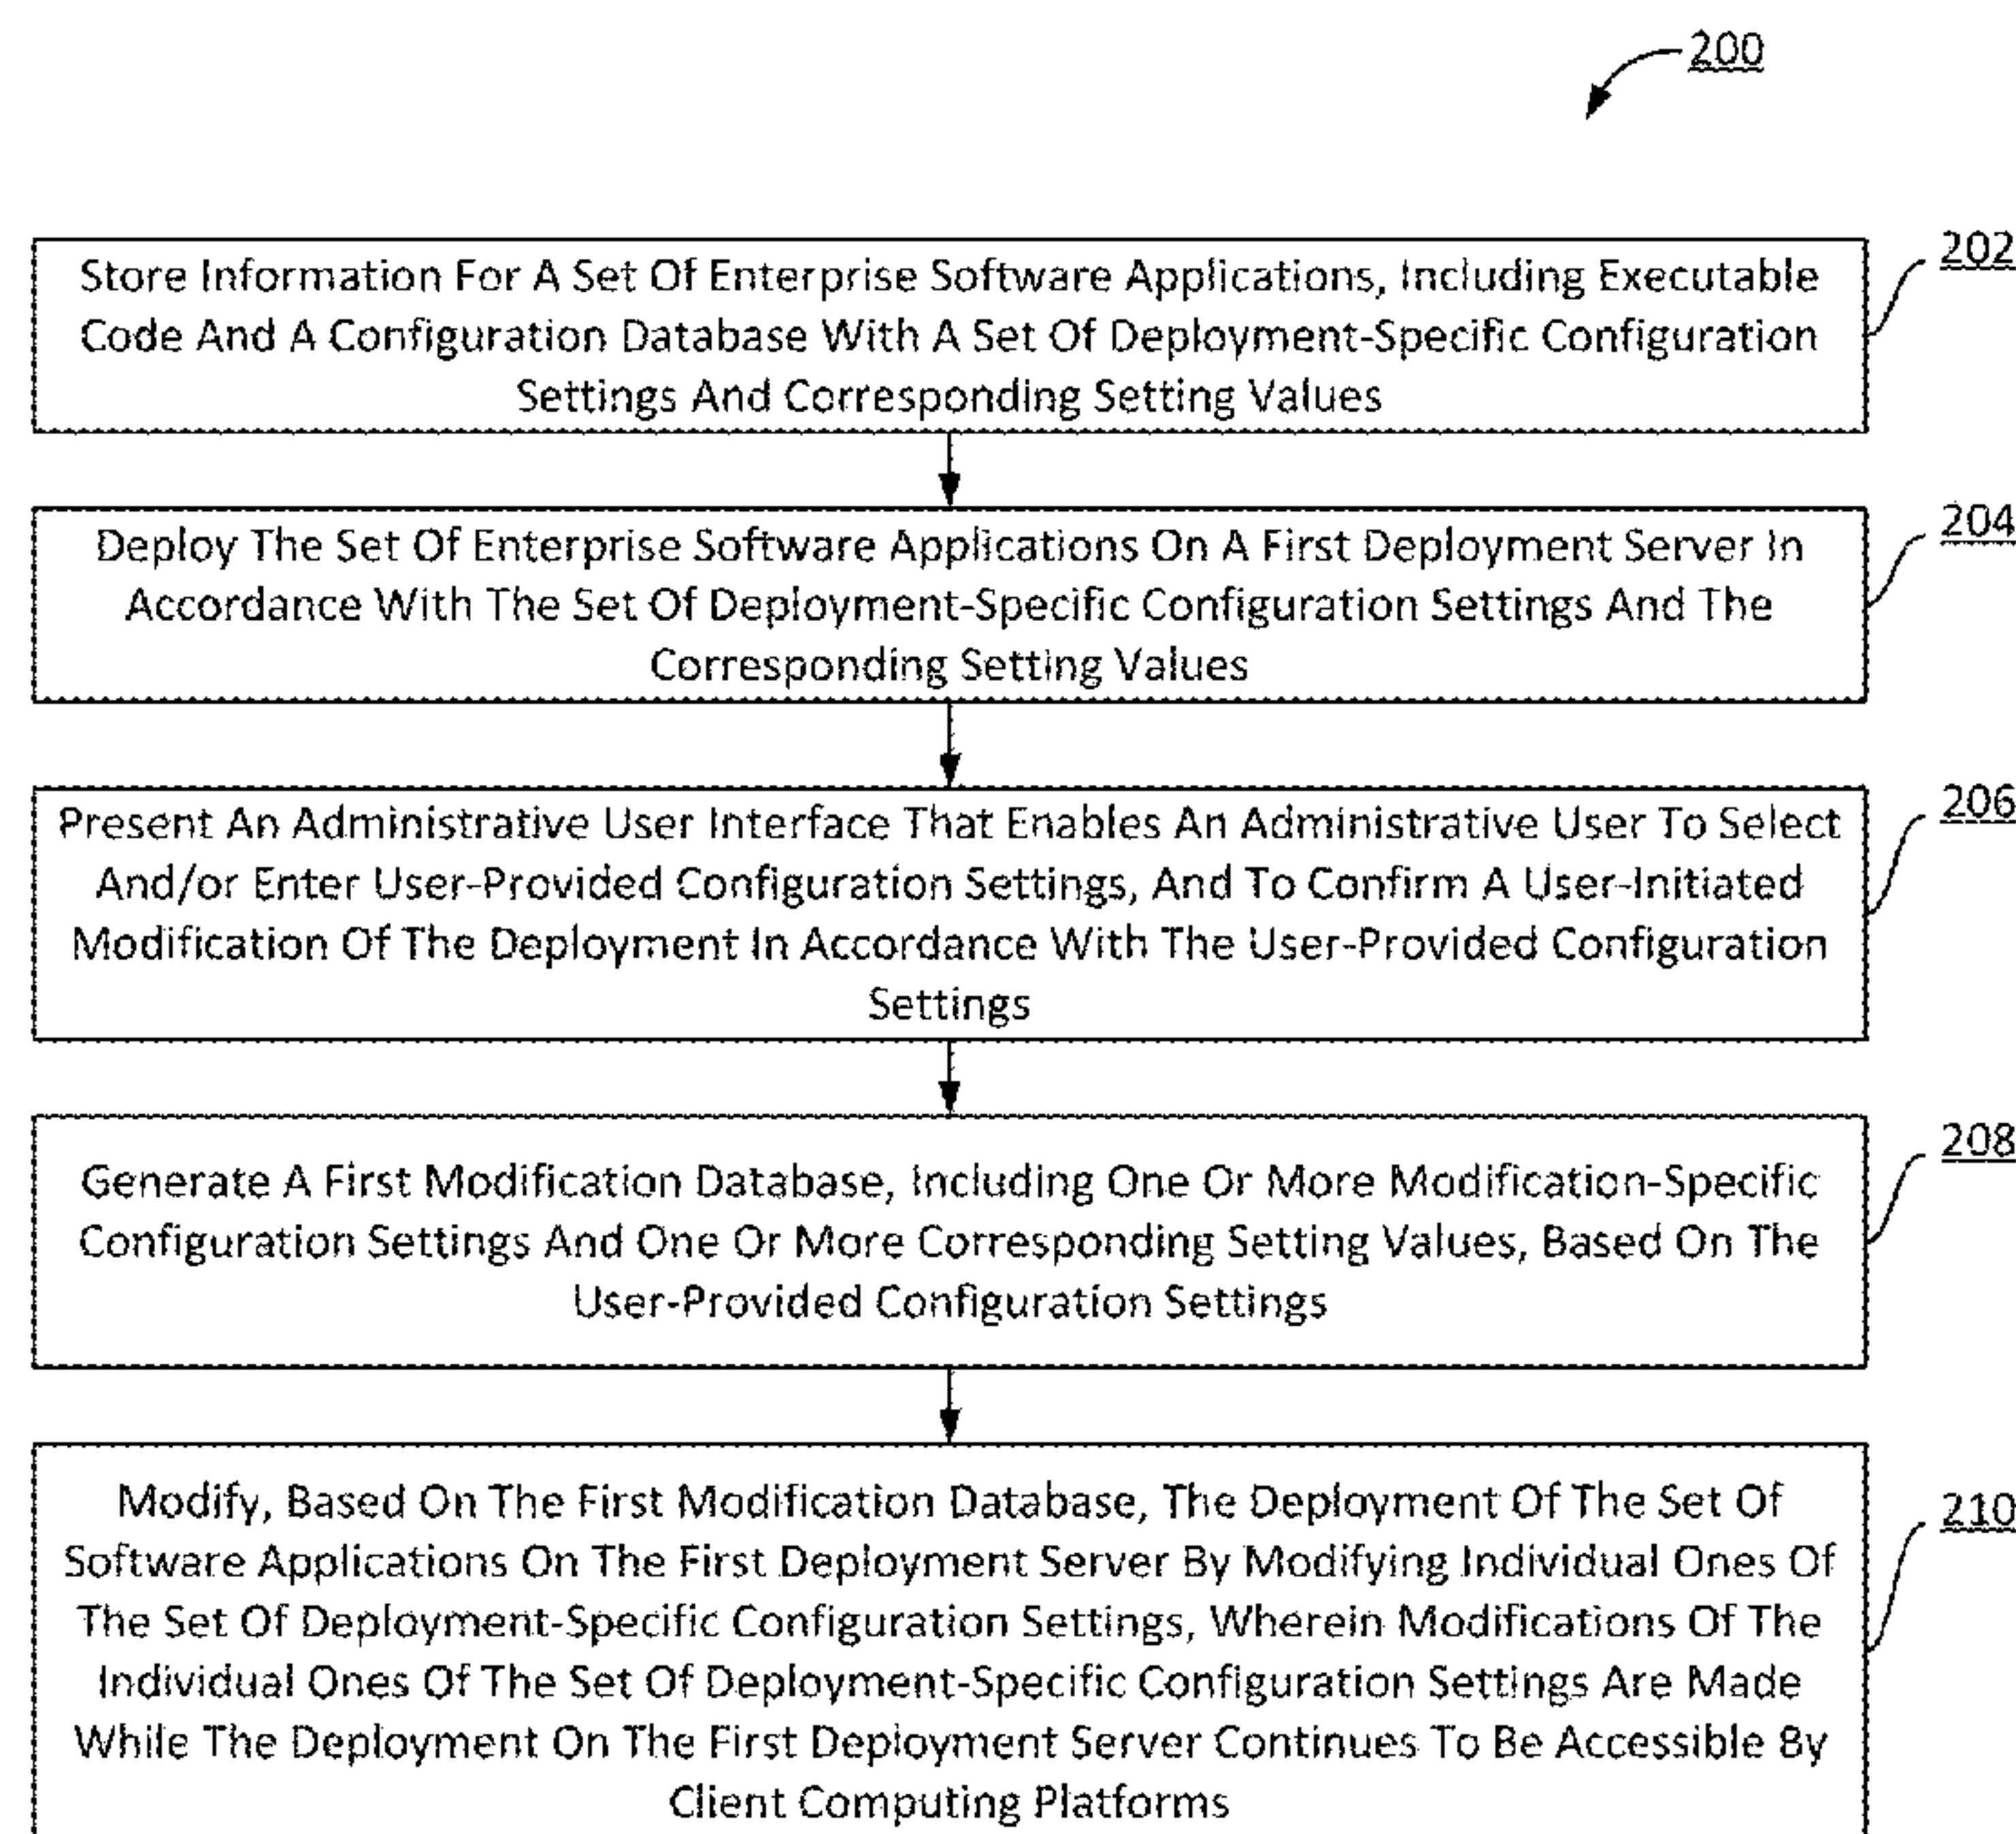 200
202
Store Information For A Set Of Enterprise Software Applications, Including Executable
Code And A Configuration Database With A Set Of Deployment-Specific Configuration
Settings And Corresponding Setting Values
204
Deploy The Set Of Enterprise Software Applications On A First Deployment Server In
Accordance With The Set Of Deployment-Specific Configuration Settings And The
Corresponding Setting Values
206
Present An Administrative User Interface That Enables An Administrative User To Select
And/or Enter User-Provided Configuration Settings, And To Confirm A User-Initiated
Modification Of The Deployment In Accordance With The User-Provided Configuration
Settings
208
Generate A First Modification Database, Including One Or More Modification-Specific
Configuration Settings And One Or More Corresponding Setting Values, Based On The
User-Provided Configuration Settings
210
Modify, Based On The First Modification Database, The Deployment Of The Set Of
Software Applications On The First Deployment Server By Modifying Individual Ones Of
The Set Of Deployment-Specific Configuration Settings, Wherein Modifications Of The
Individual Ones Of The Set Of Deployment-Specific Configuration Settings Are Made
While The Deployment On The First Deployment Server Continues To Be Accessible By
Client Computing Platforms